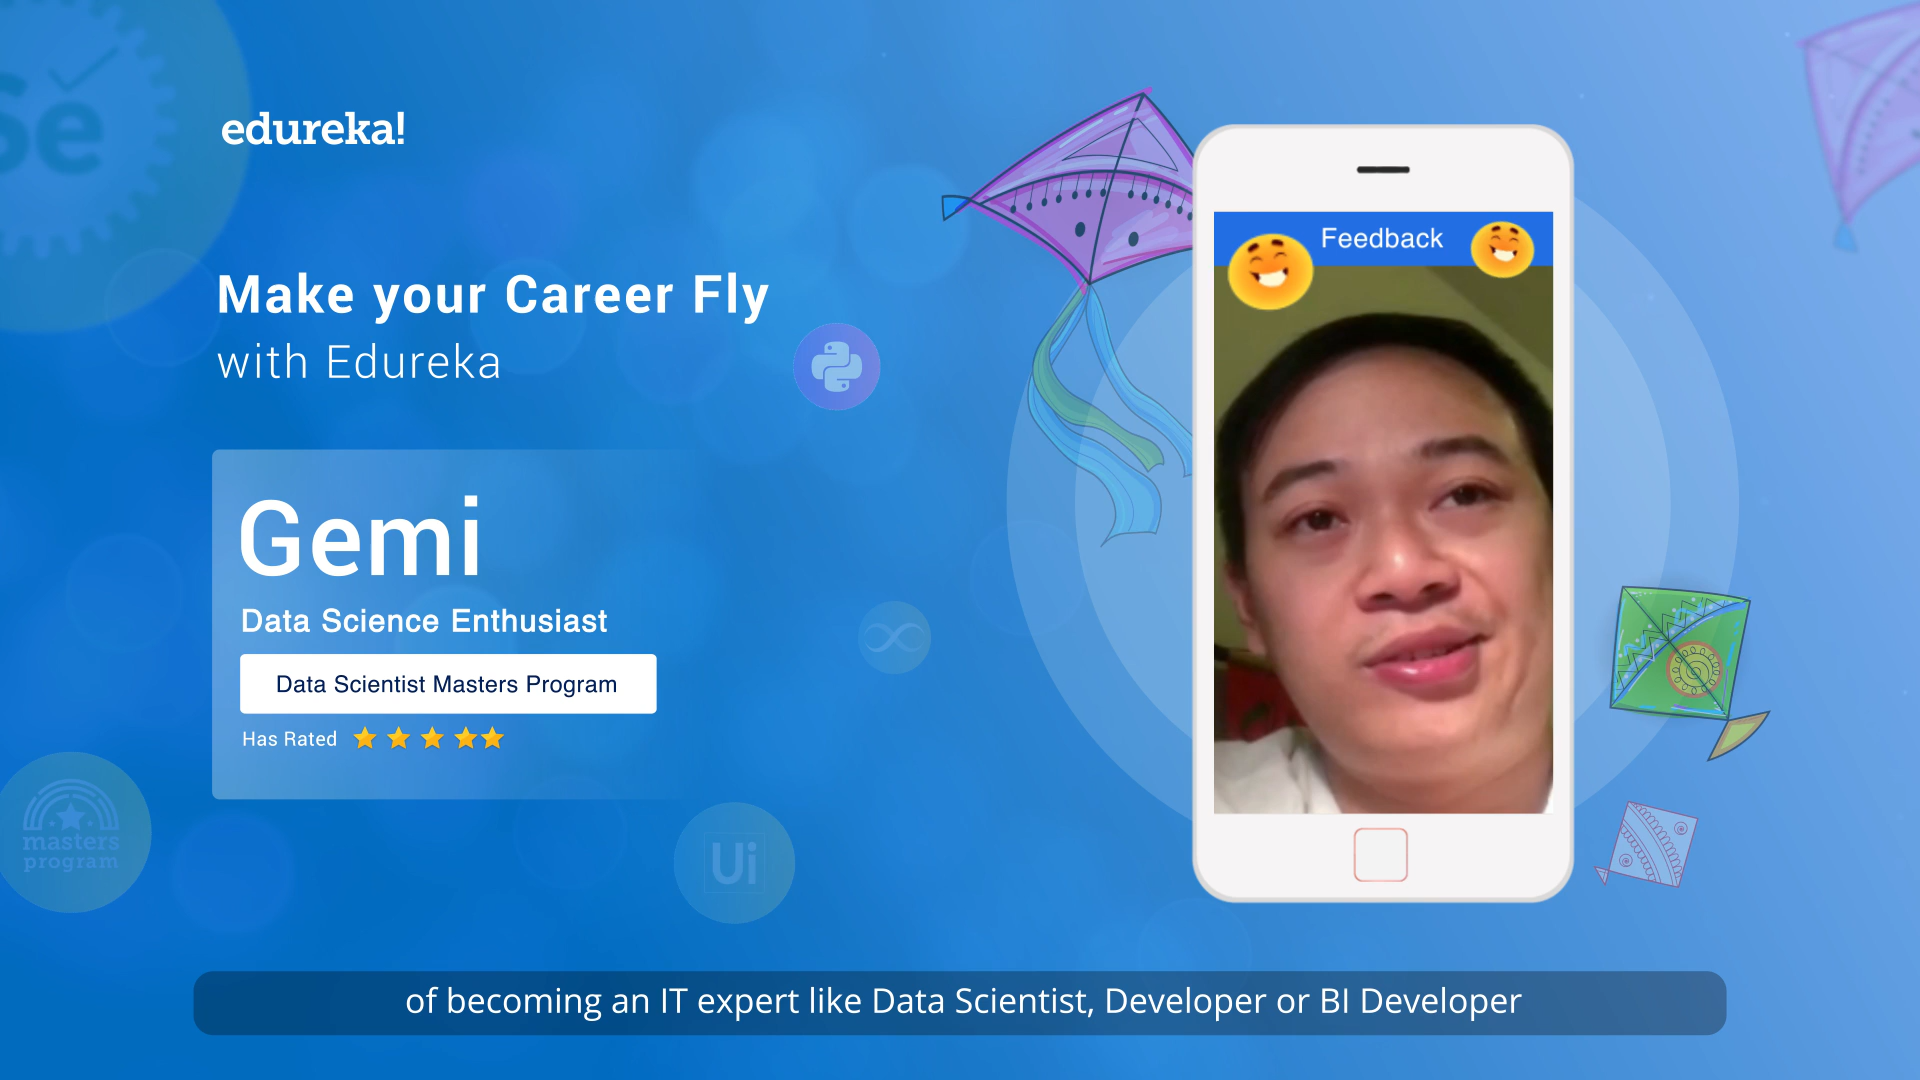 Se
edureka!
Feedback
Make your Career Fly
with Edureka
Gemi
Data Science Enthusiast
Data Scientist Masters Program
Has Rated
masters
program
Ui
of becoming an IT expert like Data Scientist, Developer or BI Developer